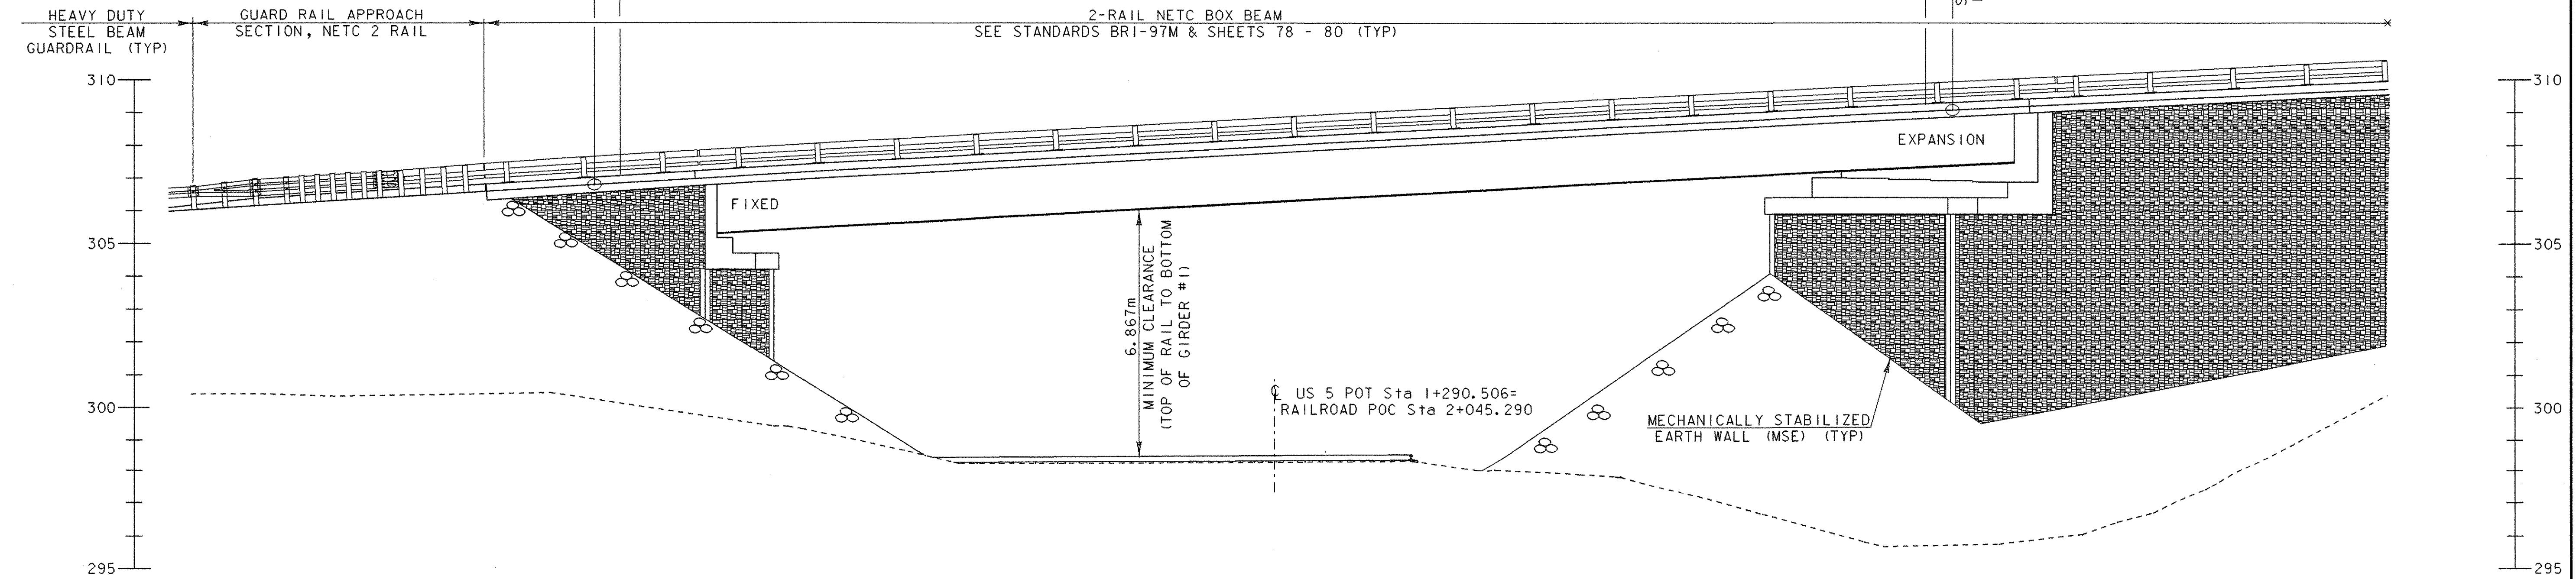 HEAVY DUTY
STEEL BEAM
GUARDRAIL (TYP)
GUARD RAIL APPROACH
SECTION, NETC 2 RAIL
2-RAIL NETC BOX BEAM
SEE STANDARDS BR1-97M & SHEETS 78 - 80 (TYP)
310
305
300
295
FIXED
EXPANSION
6.867m
MINIMUM CLEARANCE
(TOP OF RAIL TO BOTTOM
OF GIRDER #1)
℄ US 5 POT Sta 1+290.506=
RAILROAD POC Sta 2+045.290
MECHANICALLY STABILIZED
EARTH WALL (MSE) (TYP)
310
305
300
295